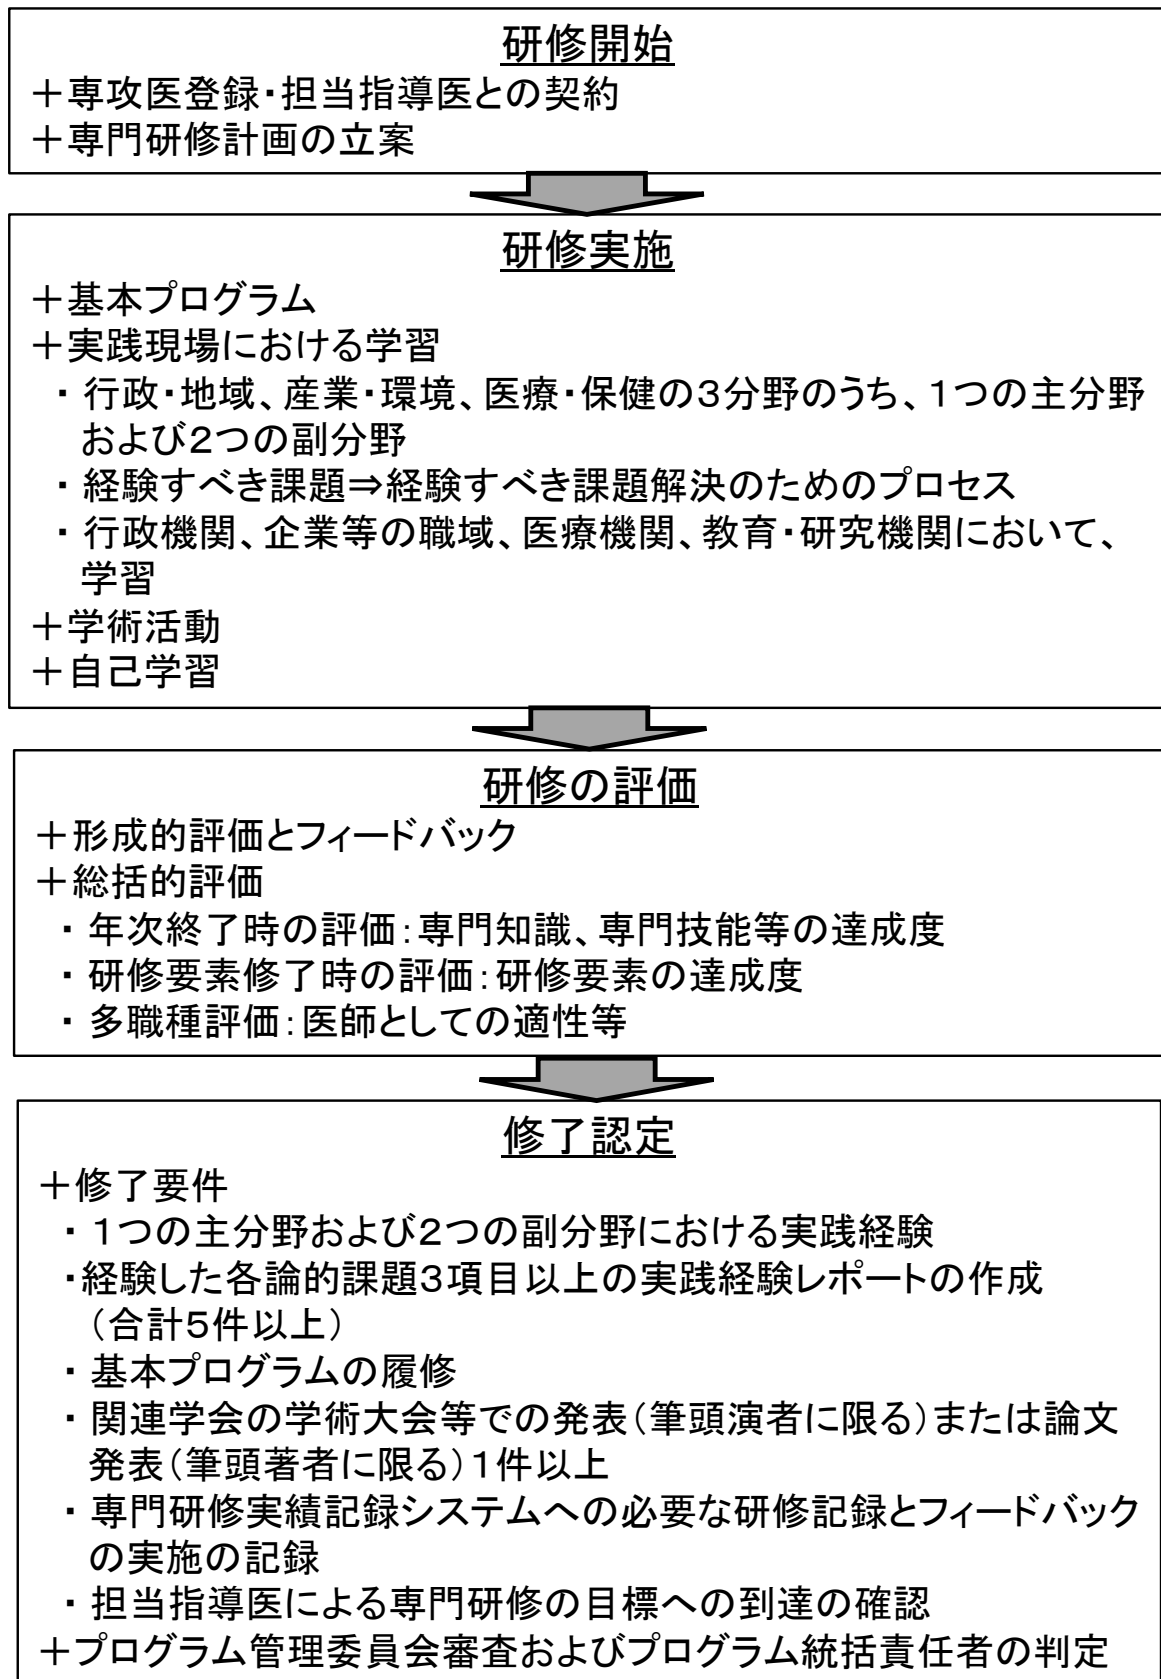 研修開始
＋専攻医登録・担当指導医との契約
＋専門研修計画の立案
研修実施
＋基本プログラム
＋実践現場における学習
・行政・地域、産業・環境、医療・保健の３分野のうち、１つの主分野
および２つの副分野
・経験すべき課題⇒経験すべき課題解決のためのプロセス
・行政機関、企業等の職域、医療機関、教育・研究機関において、
学習
＋学術活動
＋自己学習
研修の評価
＋形成的評価とフィードバック
＋総括的評価
・年次終了時の評価：専門知識、専門技能等の達成度
・研修要素修了時の評価：研修要素の達成度
・多職種評価：医師としての適性等
修了認定
＋修了要件
・１つの主分野および２つの副分野における実践経験
・経験した各論的課題３項目以上の実践経験レポートの作成
（合計５件以上）
・基本プログラムの履修
・関連学会の学術大会等での発表（筆頭演者に限る）または論文
発表（筆頭著者に限る）１件以上
・専門研修実績記録システムへの必要な研修記録とフィードバック
の実施の記録
・担当指導医による専門研修の目標への到達の確認
＋プログラム管理委員会審査およびプログラム統括責任者の判定